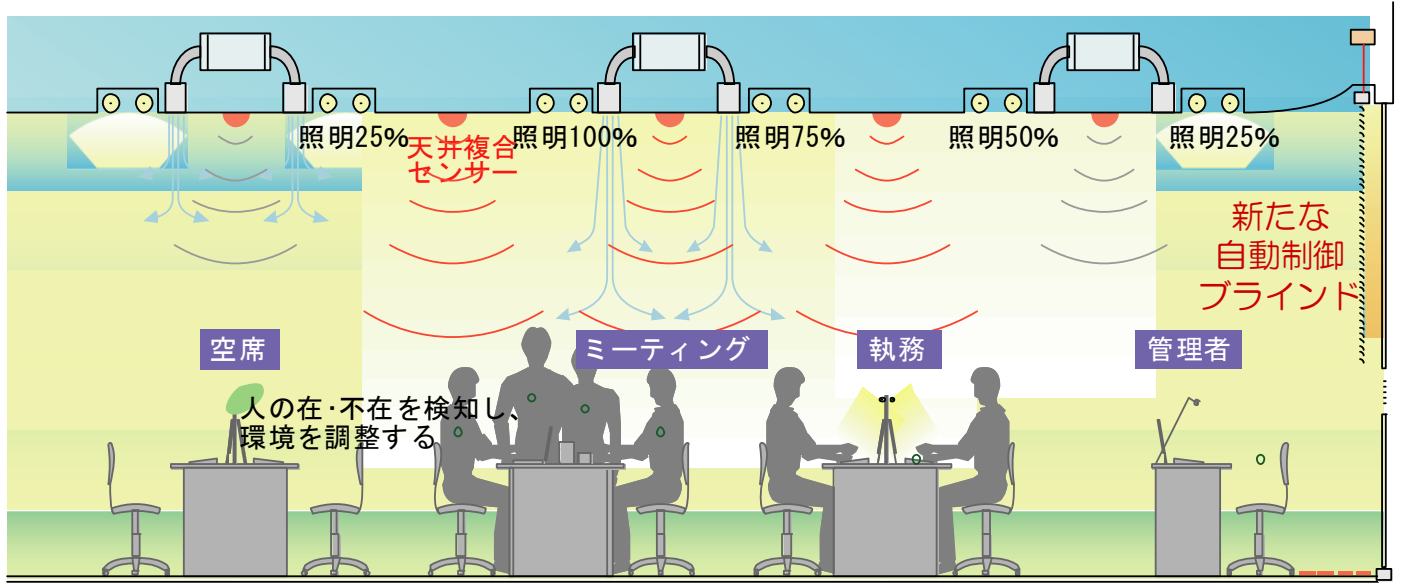 照明25%
照明100%
照明75%
照明50%
照明25%
天井複合
センサー
新たな
自動制御
ブラインド
空席
ミーティング
執務
管理者
人の在・不在を検知し、
環境を調整する